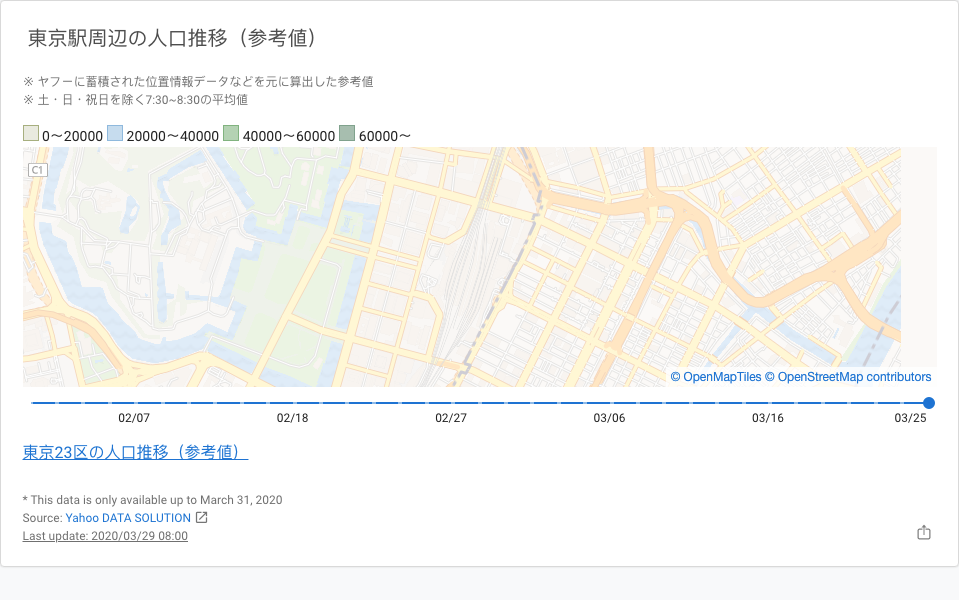 東京駅周辺の人口推移（参考値）
※ ヤフーに蓄積された位置情報データなどを元に算出した参考値
※ 土・日・祝日を除く7:30~8:30の平均値
0〜20000 20000〜40000 40000〜60000 60000〜
C1
© OpenMapTiles © OpenStreetMap contributors
02/07 02/18 02/27 03/06 03/16 03/25
東京23区の人口推移（参考値）
* This data is only available up to March 31, 2020
Source: Yahoo DATA SOLUTION
Last update: 2020/03/29 08:00